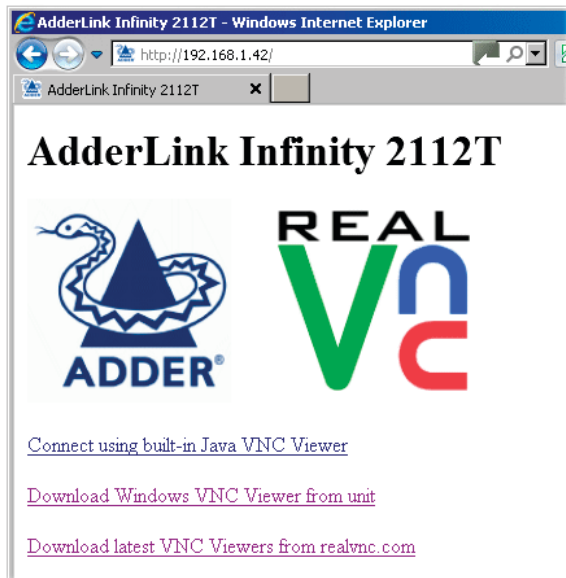 AdderLink Infinity 2112T - Windows Internet Explorer
http://192.168.1.42/
AdderLink Infinity 2112T
AdderLink Infinity 2112T
ADDER®
REAL
Vnc
Connect using built-in Java VNC Viewer
Download Windows VNC Viewer from unit
Download latest VNC Viewers from realvnc.com